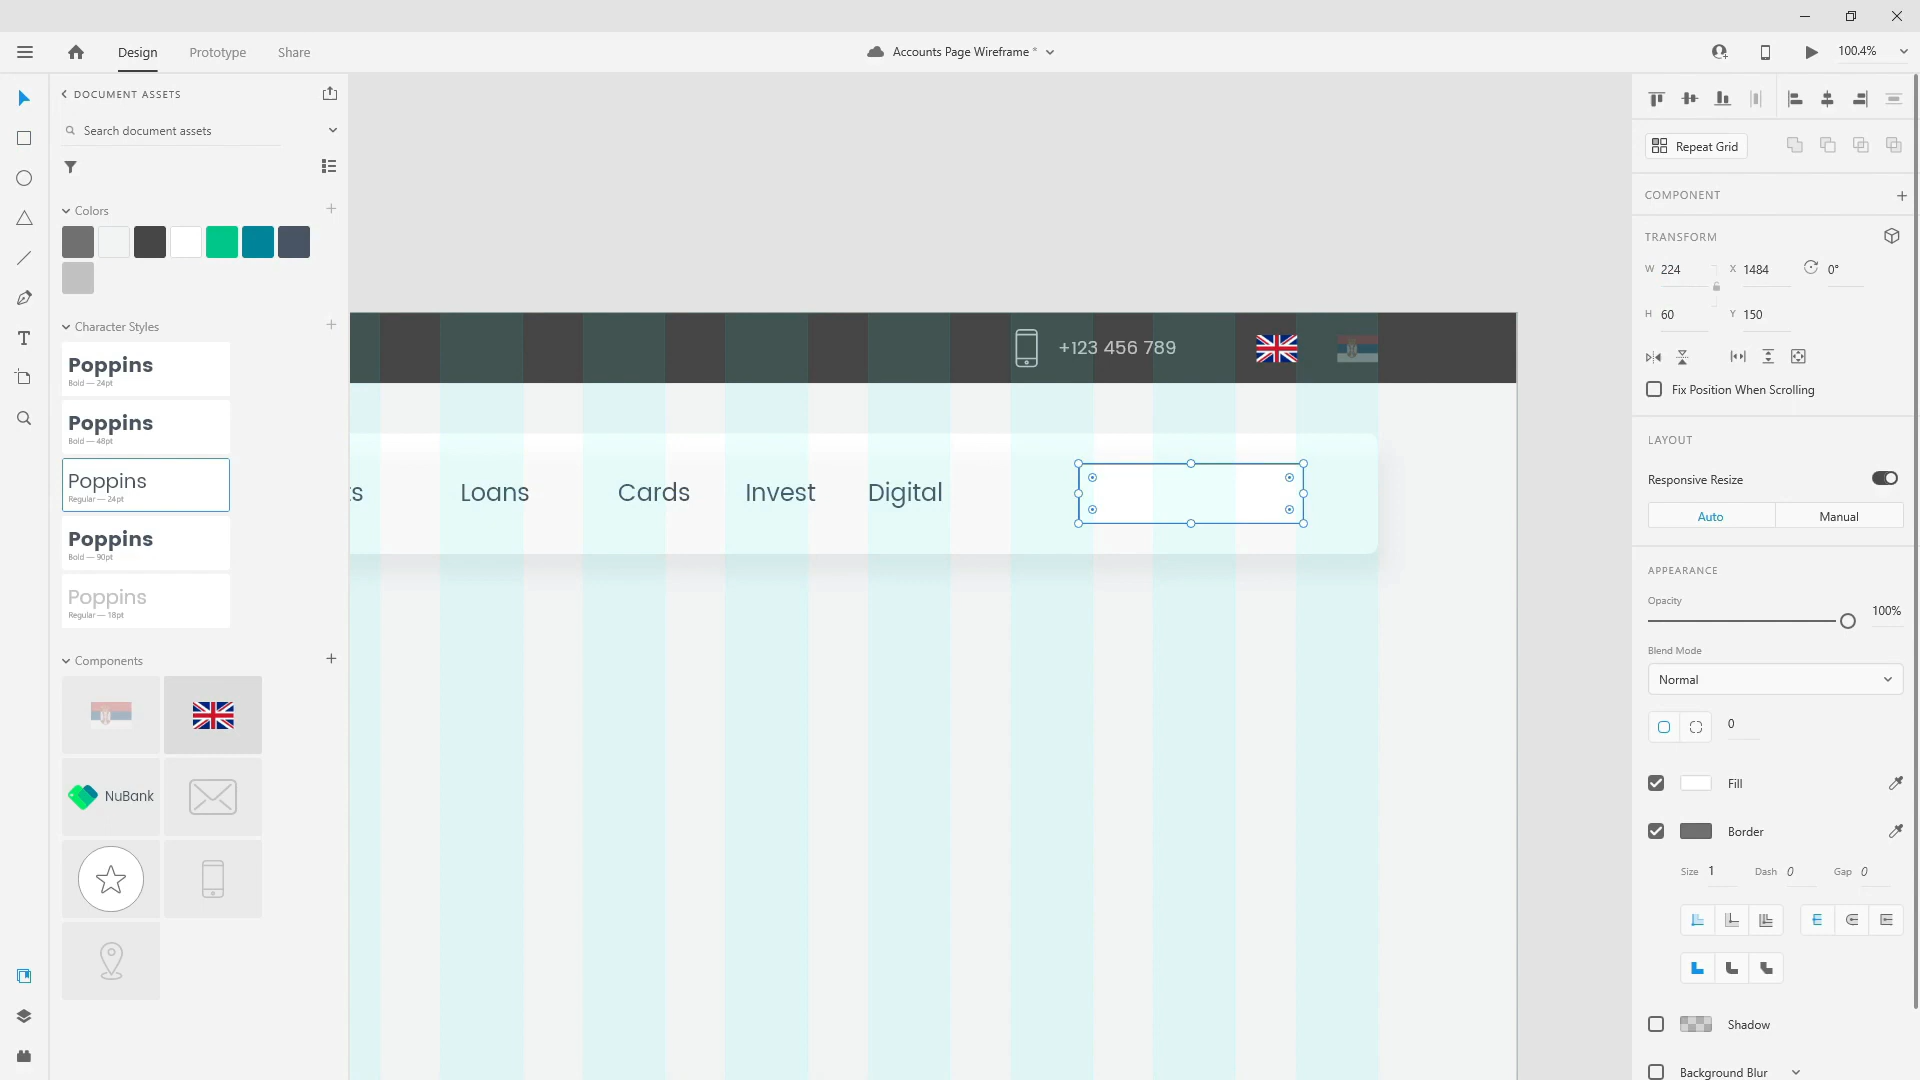 Design
Prototype
Share
Accounts Page Wireframe *
100.4%
DOCUMENT ASSETS
Search document assets
Colors
Character Styles
Poppins
Bold — 24pt
Poppins
Bold — 48pt
Poppins
Regular — 24pt
Poppins
Bold — 90pt
Poppins
Regular — 18pt
Components
NuBank
+123 456 789
s
Loans
Cards
Invest
Digital
Repeat Grid
COMPONENT
TRANSFORM
W 224
X 1484
0°
H 60
Y 150
Fix Position When Scrolling
LAYOUT
Responsive Resize
Auto
Manual
APPEARANCE
Opacity
100%
Blend Mode
Normal
0
Fill
Border
Size 1
Dash 0
Gap 0
Shadow
Background Blur